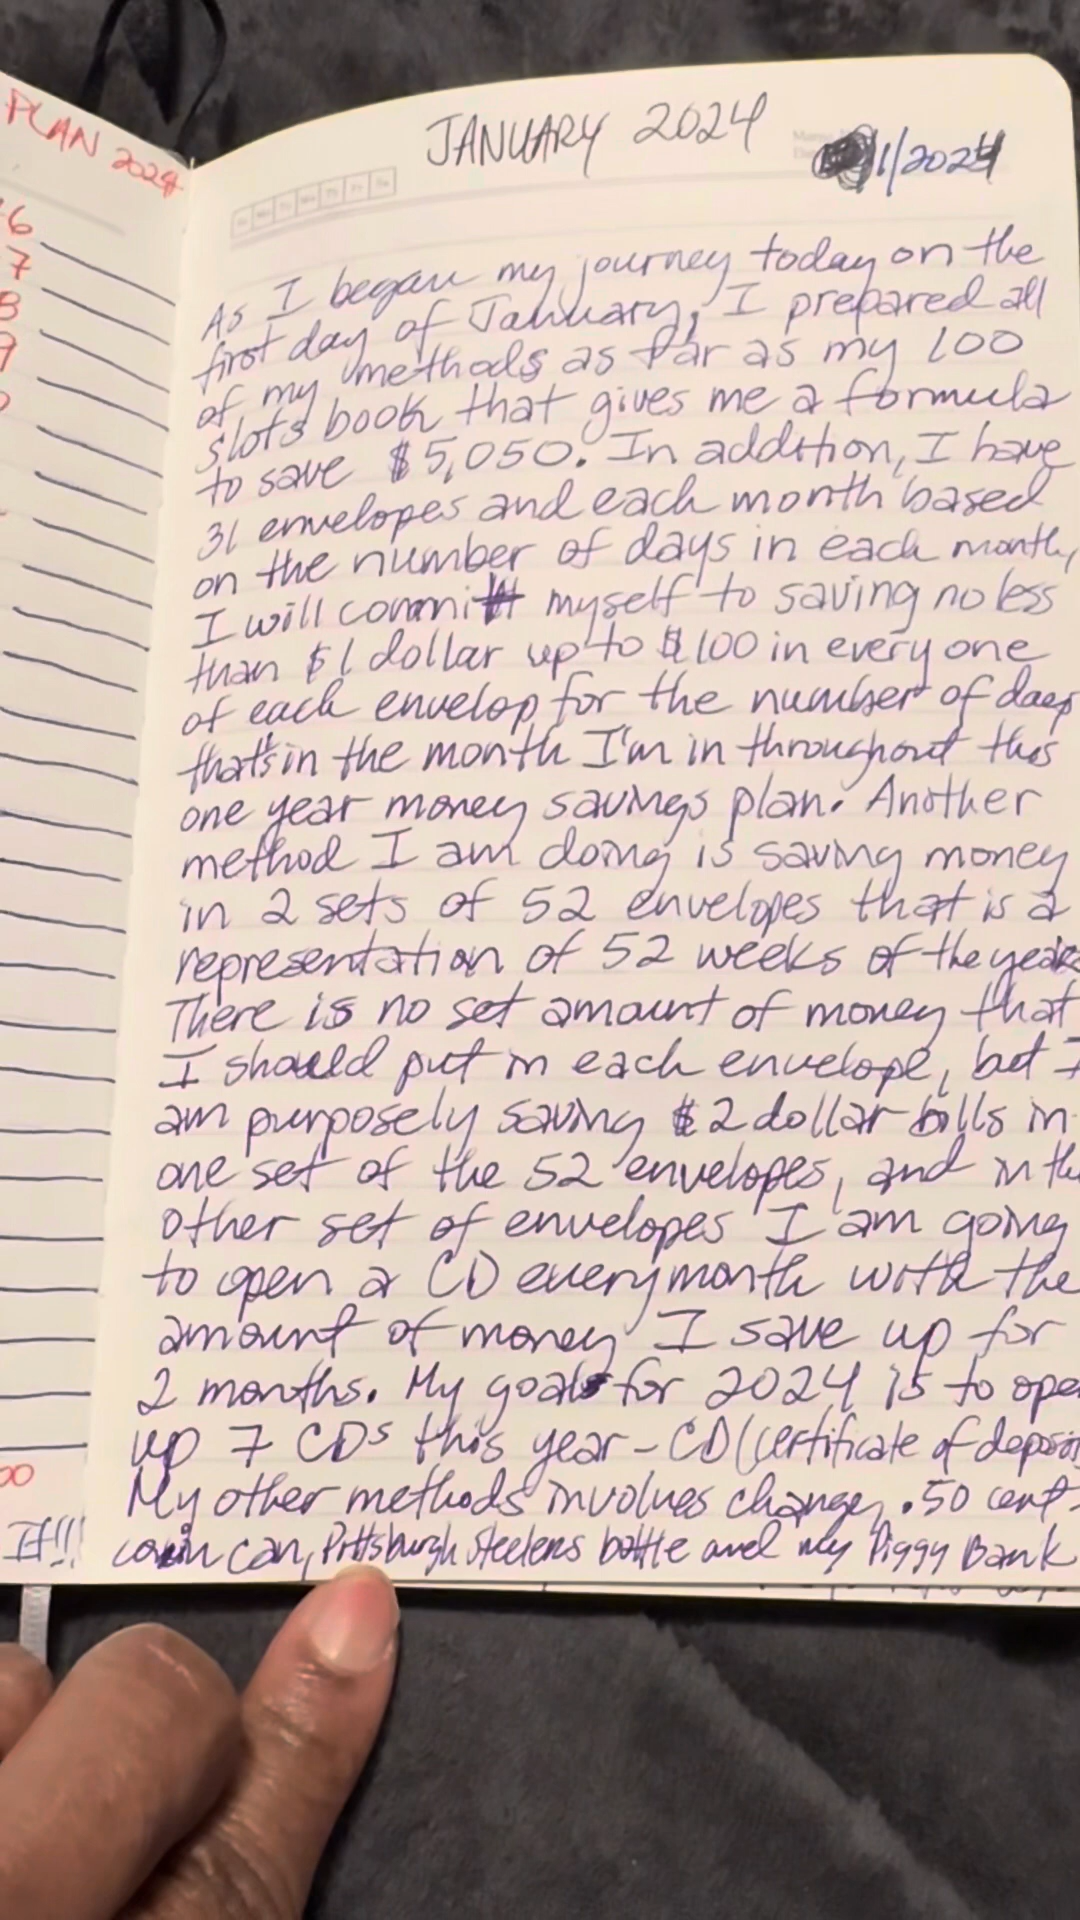 PLAN 2024
6
7
8
9
00
It!!!
JANUARY 2024
1/2024
As I began my journey today on the
first day of January, I prepared all
of my methods as far as my 100
slots book that gives me a formula
to save $5,050. In addition, I have
31 envelopes and each month based
on the number of days in each month,
I will commit myself to saving no less
than $1 dollar up to $100 in every one
of each envelop for the number of days
that's in the month I'm in throughout this
one year money savings plan. Another
method I am doing is saving money
in 2 sets of 52 envelopes that is a
representation of 52 weeks of the year.
There is no set amount of money that
I should put in each envelope, but I
am purposely saving $2 dollar bills in
one set of the 52 envelopes, and in the
other set of envelopes I am going
to open a CD every month with the
amount of money I save up for
2 months. My goal for 2024 is to open
up 7 CDs this year - CD (certificate of deposit
My other methods involves change, .50 cent
coin can, Pittsburgh Steelers bottle and my Piggy Bank